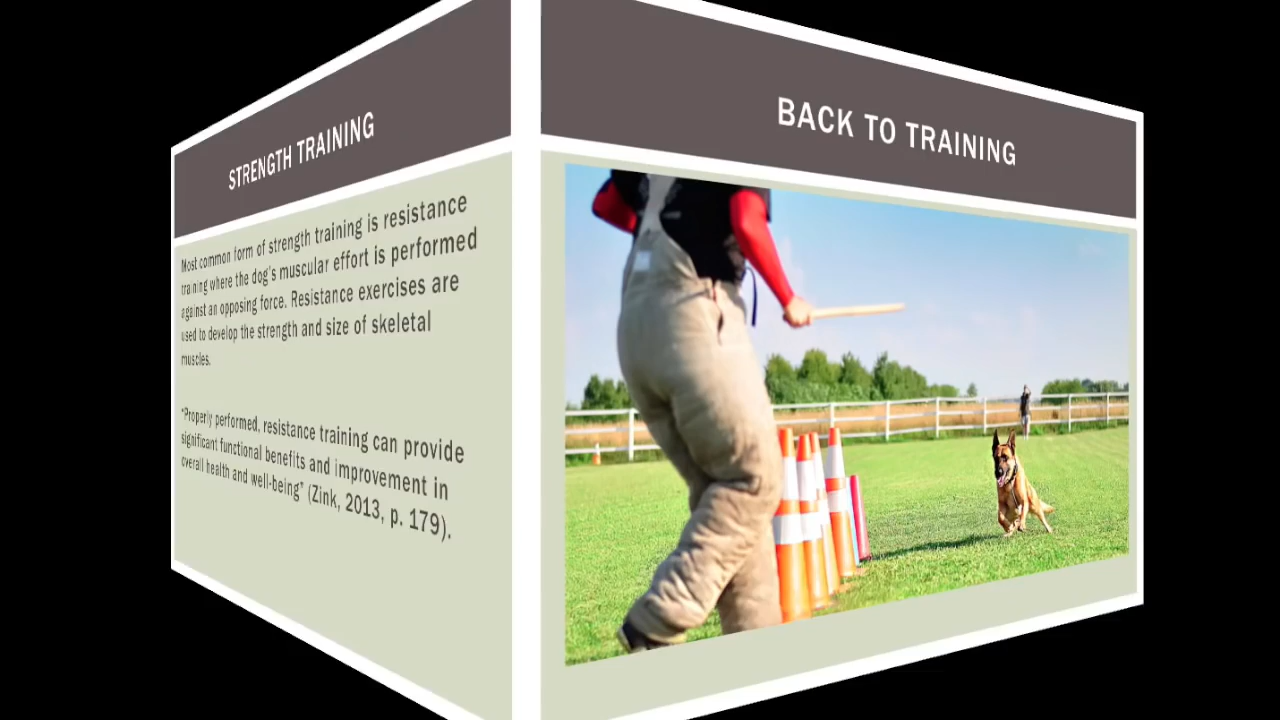 STRENGTH TRAINING
Most common form of strength training is resistance
training where the dog's muscular effort is performed
against an opposing force. Resistance exercises are
used to develop the strength and size of skeletal
muscles.
"Properly performed, resistance training can provide
significant functional benefits and improvement in
overall health and well-being" (Zink, 2013, p. 179).
BACK TO TRAINING